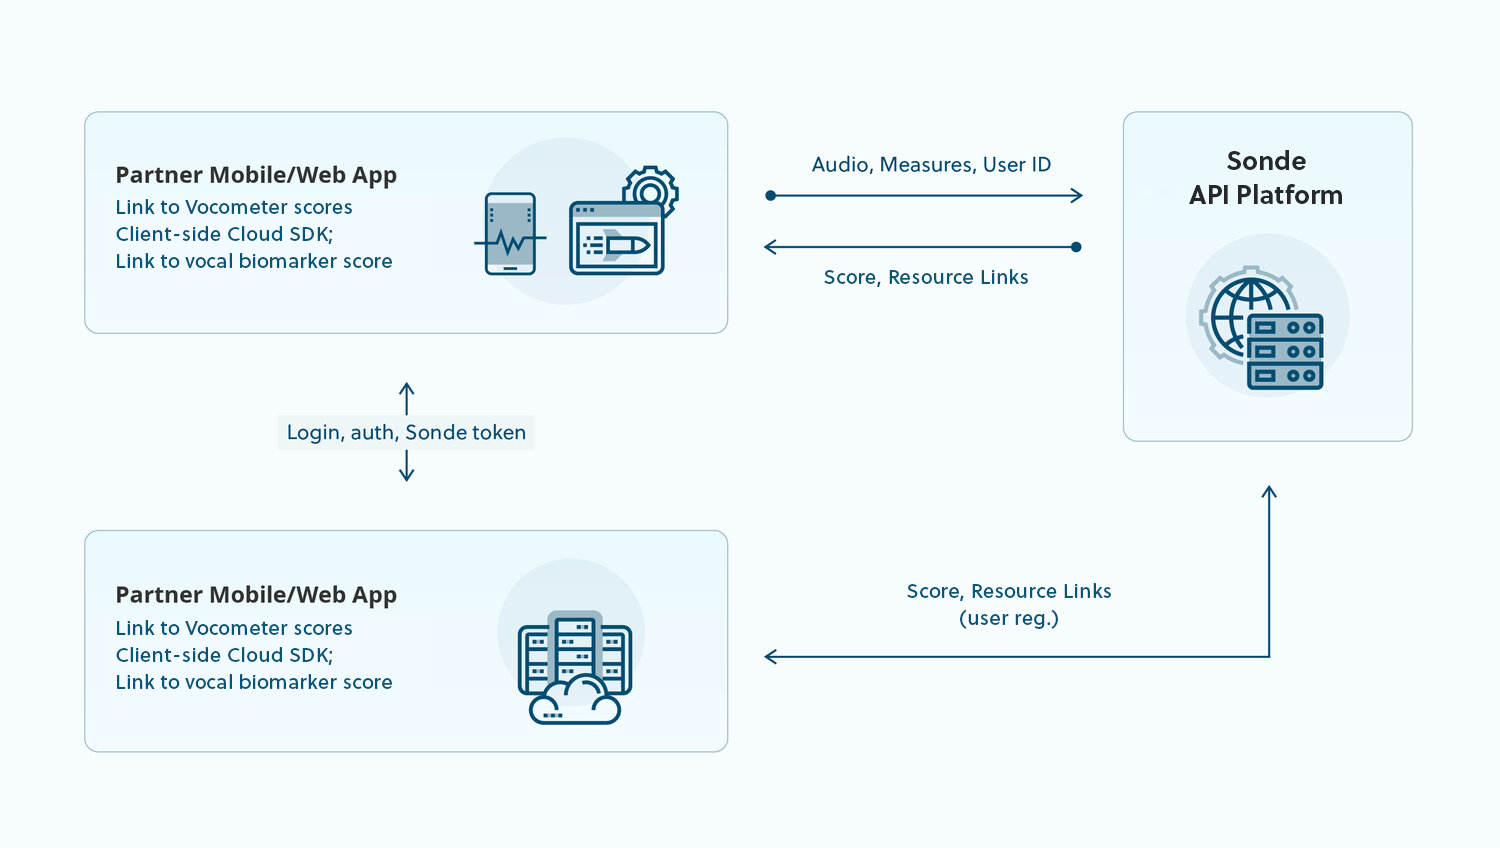 Partner Mobile/Web App
Link to Vocometer scores
Client-side Cloud SDK;
Link to vocal biomarker score
Audio, Measures, User ID
Score, Resource Links
Sonde
API Platform
Login, auth, Sonde token
Partner Mobile/Web App
Link to Vocometer scores
Client-side Cloud SDK;
Link to vocal biomarker score
Score, Resource Links
(user reg.)